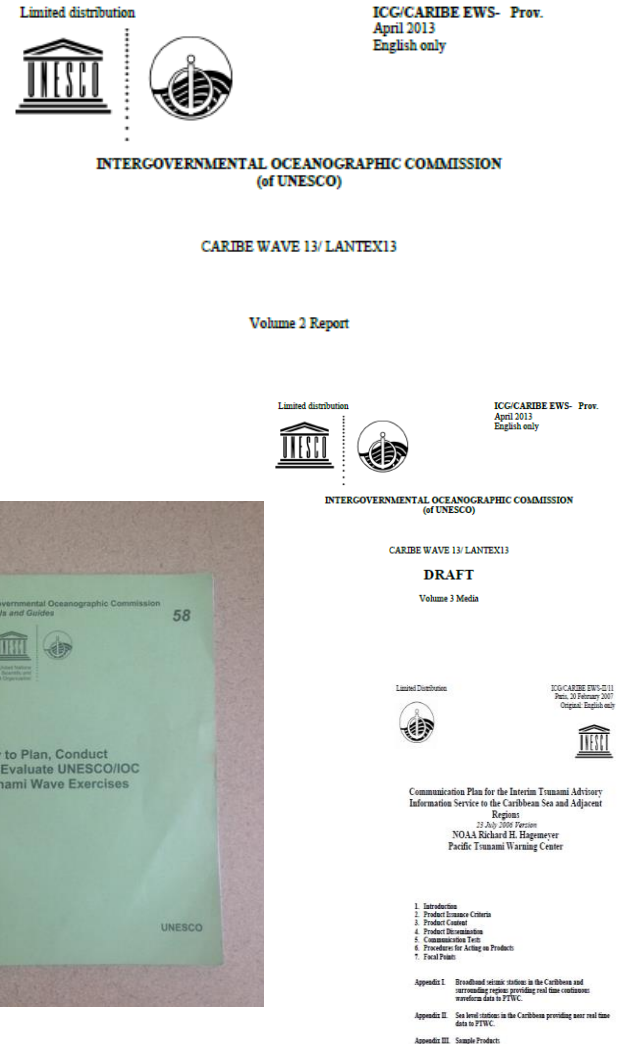 Limited distribution
ICG/CARIBE EWS- Prov.
April 2013
English only
UNESCO
INTERGOVERNMENTAL OCEANOGRAPHIC COMMISSION
(of UNESCO)
CARIBE WAVE 13/ LANTEX13
Volume 2 Report
Limited distribution
ICG/CARIBE EWS- Prov.
April 2013
English only
UNESCO
INTERGOVERNMENTAL OCEANOGRAPHIC COMMISSION
(of UNESCO)
CARIBE WAVE 13/ LANTEX13
DRAFT
Volume 3 Media
vernmental Oceanographic Commission
ls and Guides
58
UNESCO
to Plan, Conduct
Evaluate UNESCO/IOC
nami Wave Exercises
UNESCO
Limited Distribution
ICG/CARIBE EWS-II/11
Paris, 20 February 2007
Original: English only
UNESCO
Communication Plan for the Interim Tsunami Advisory
Information Service to the Caribbean Sea and Adjacent
Regions
23 July 2006 Version
NOAA Richard H. Hagemeyer
Pacific Tsunami Warning Center
1. Introduction
2. Product Issuance Criteria
3. Product Content
4. Product Dissemination
5. Communication Tests
6. Procedures for Acting on Products
7. Focal Points
Appendix I. Broadband seismic stations in the Caribbean and
surrounding regions providing real time continuous
waveform data to PTWC.
Appendix II. Sea level stations in the Caribbean providing near real time
data to PTWC.
Appendix III. Sample Products